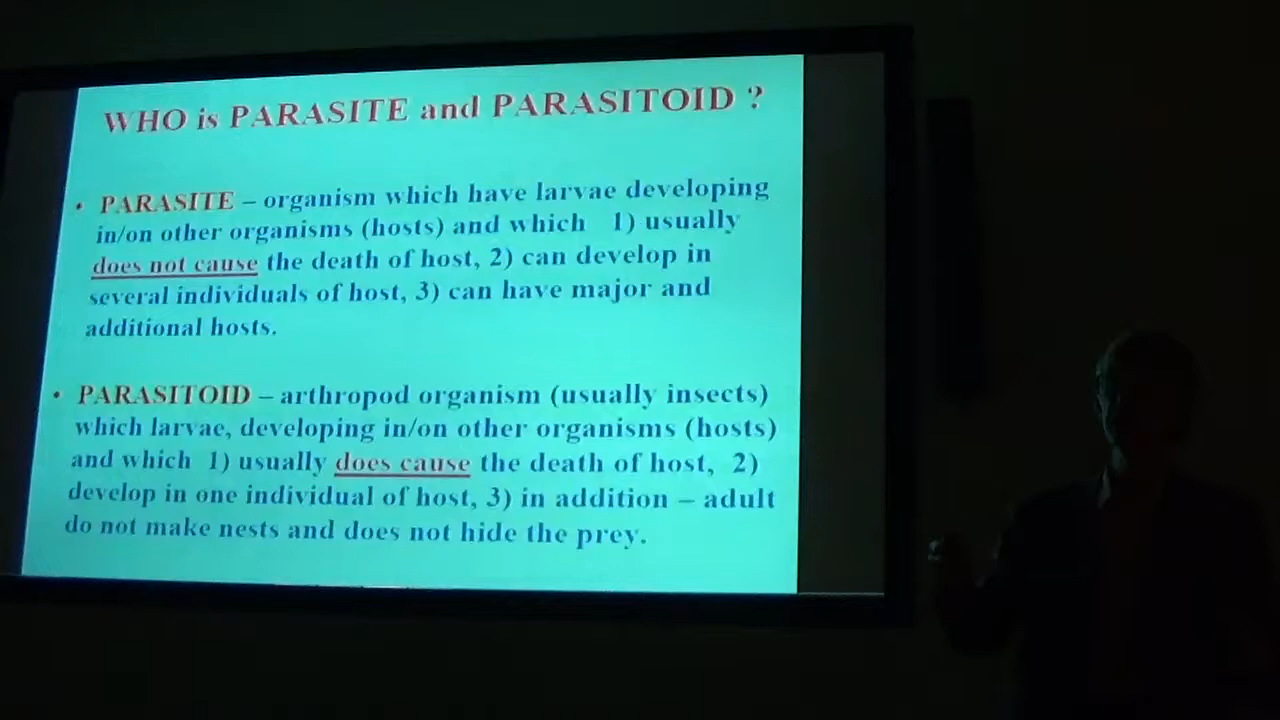 WHO is PARASITE and PARASITOID ?
• PARASITE – organism which have larvae developing
in/on other organisms (hosts) and which 1) usually
does not cause the death of host, 2) can develop in
several individuals of host, 3) can have major and
additional hosts.
• PARASITOID – arthropod organism (usually insects)
which larvae, developing in/on other organisms (hosts)
and which 1) usually does cause the death of host, 2)
develop in one individual of host, 3) in addition – adult
do not make nests and does not hide the prey.